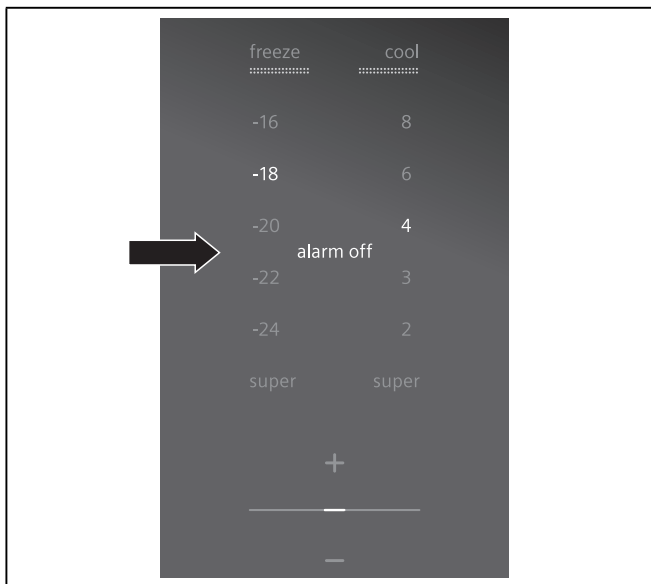 freeze cool
-16 8
-18 6
-20 4
alarm off
-22 3
-24 2
super super
+
−